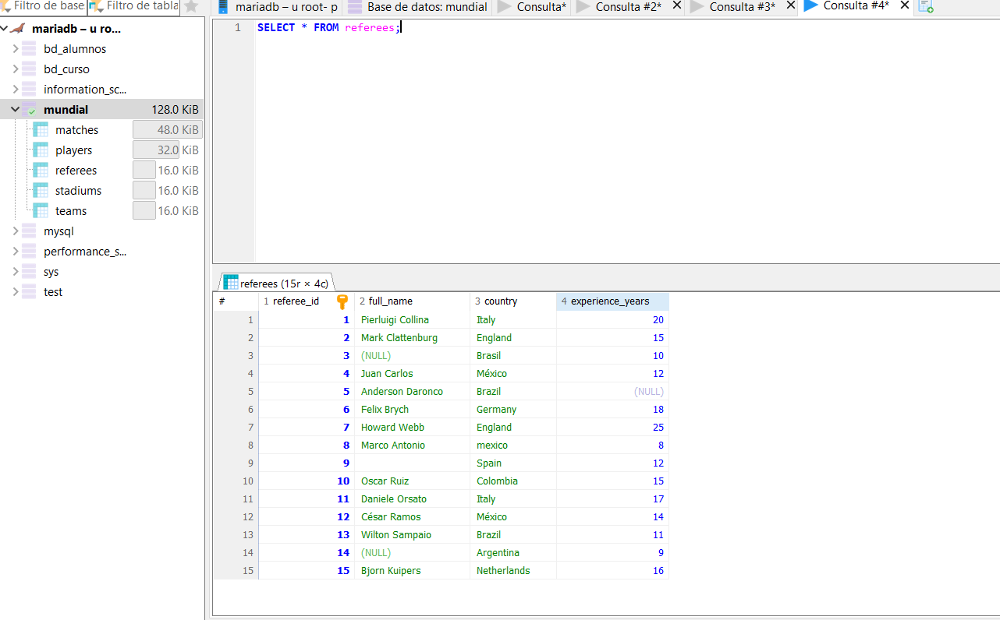 Filtro de base Filtro de tabla mariadb – u root- p Base de datos: mundial Consulta* Consulta #2* Consulta #3* Consulta #4*
mariadb – u ro...
bd_alumnos
bd_curso
information_sc...
mundial 128.0 KiB
matches 48.0 KiB
players 32.0 KiB
referees 16.0 KiB
stadiums 16.0 KiB
teams 16.0 KiB
mysql
performance_s...
sys
test
1 SELECT * FROM referees;
referees (15r × 4c)
# 1 referee_id 2 full_name 3 country 4 experience_years
1 1 Pierluigi Collina Italy 20
2 2 Mark Clattenburg England 15
3 3 (NULL) Brasil 10
4 4 Juan Carlos México 12
5 5 Anderson Daronco Brazil (NULL)
6 6 Felix Brych Germany 18
7 7 Howard Webb England 25
8 8 Marco Antonio mexico 8
9 9 Spain 12
10 10 Oscar Ruiz Colombia 15
11 11 Daniele Orsato Italy 17
12 12 César Ramos México 14
13 13 Wilton Sampaio Brazil 11
14 14 (NULL) Argentina 9
15 15 Bjorn Kuipers Netherlands 16